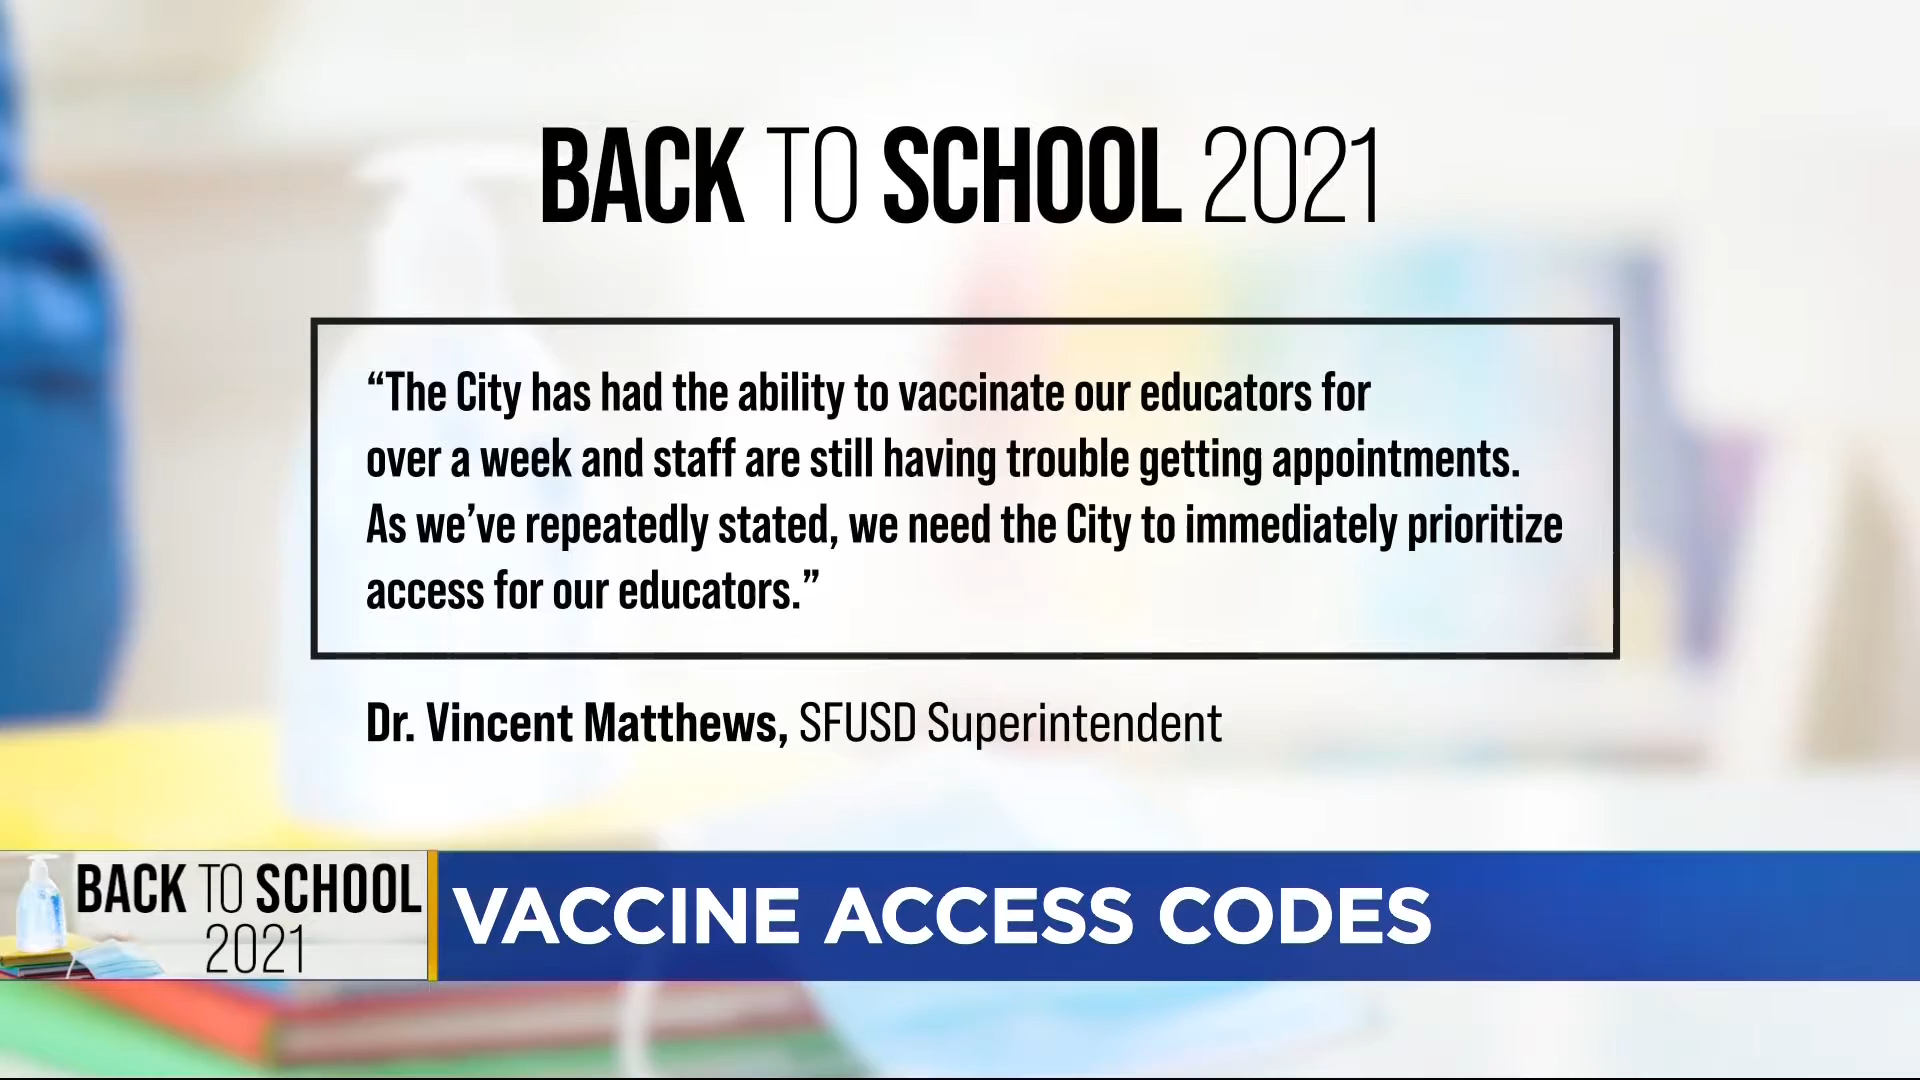 BACK TO SCHOOL 2021
“The City has had the ability to vaccinate our educators for
over a week and staff are still having trouble getting appointments.
As we’ve repeatedly stated, we need the City to immediately prioritize
access for our educators.”
Dr. Vincent Matthews, SFUSD Superintendent
BACK TO SCHOOL
2021
VACCINE ACCESS CODES